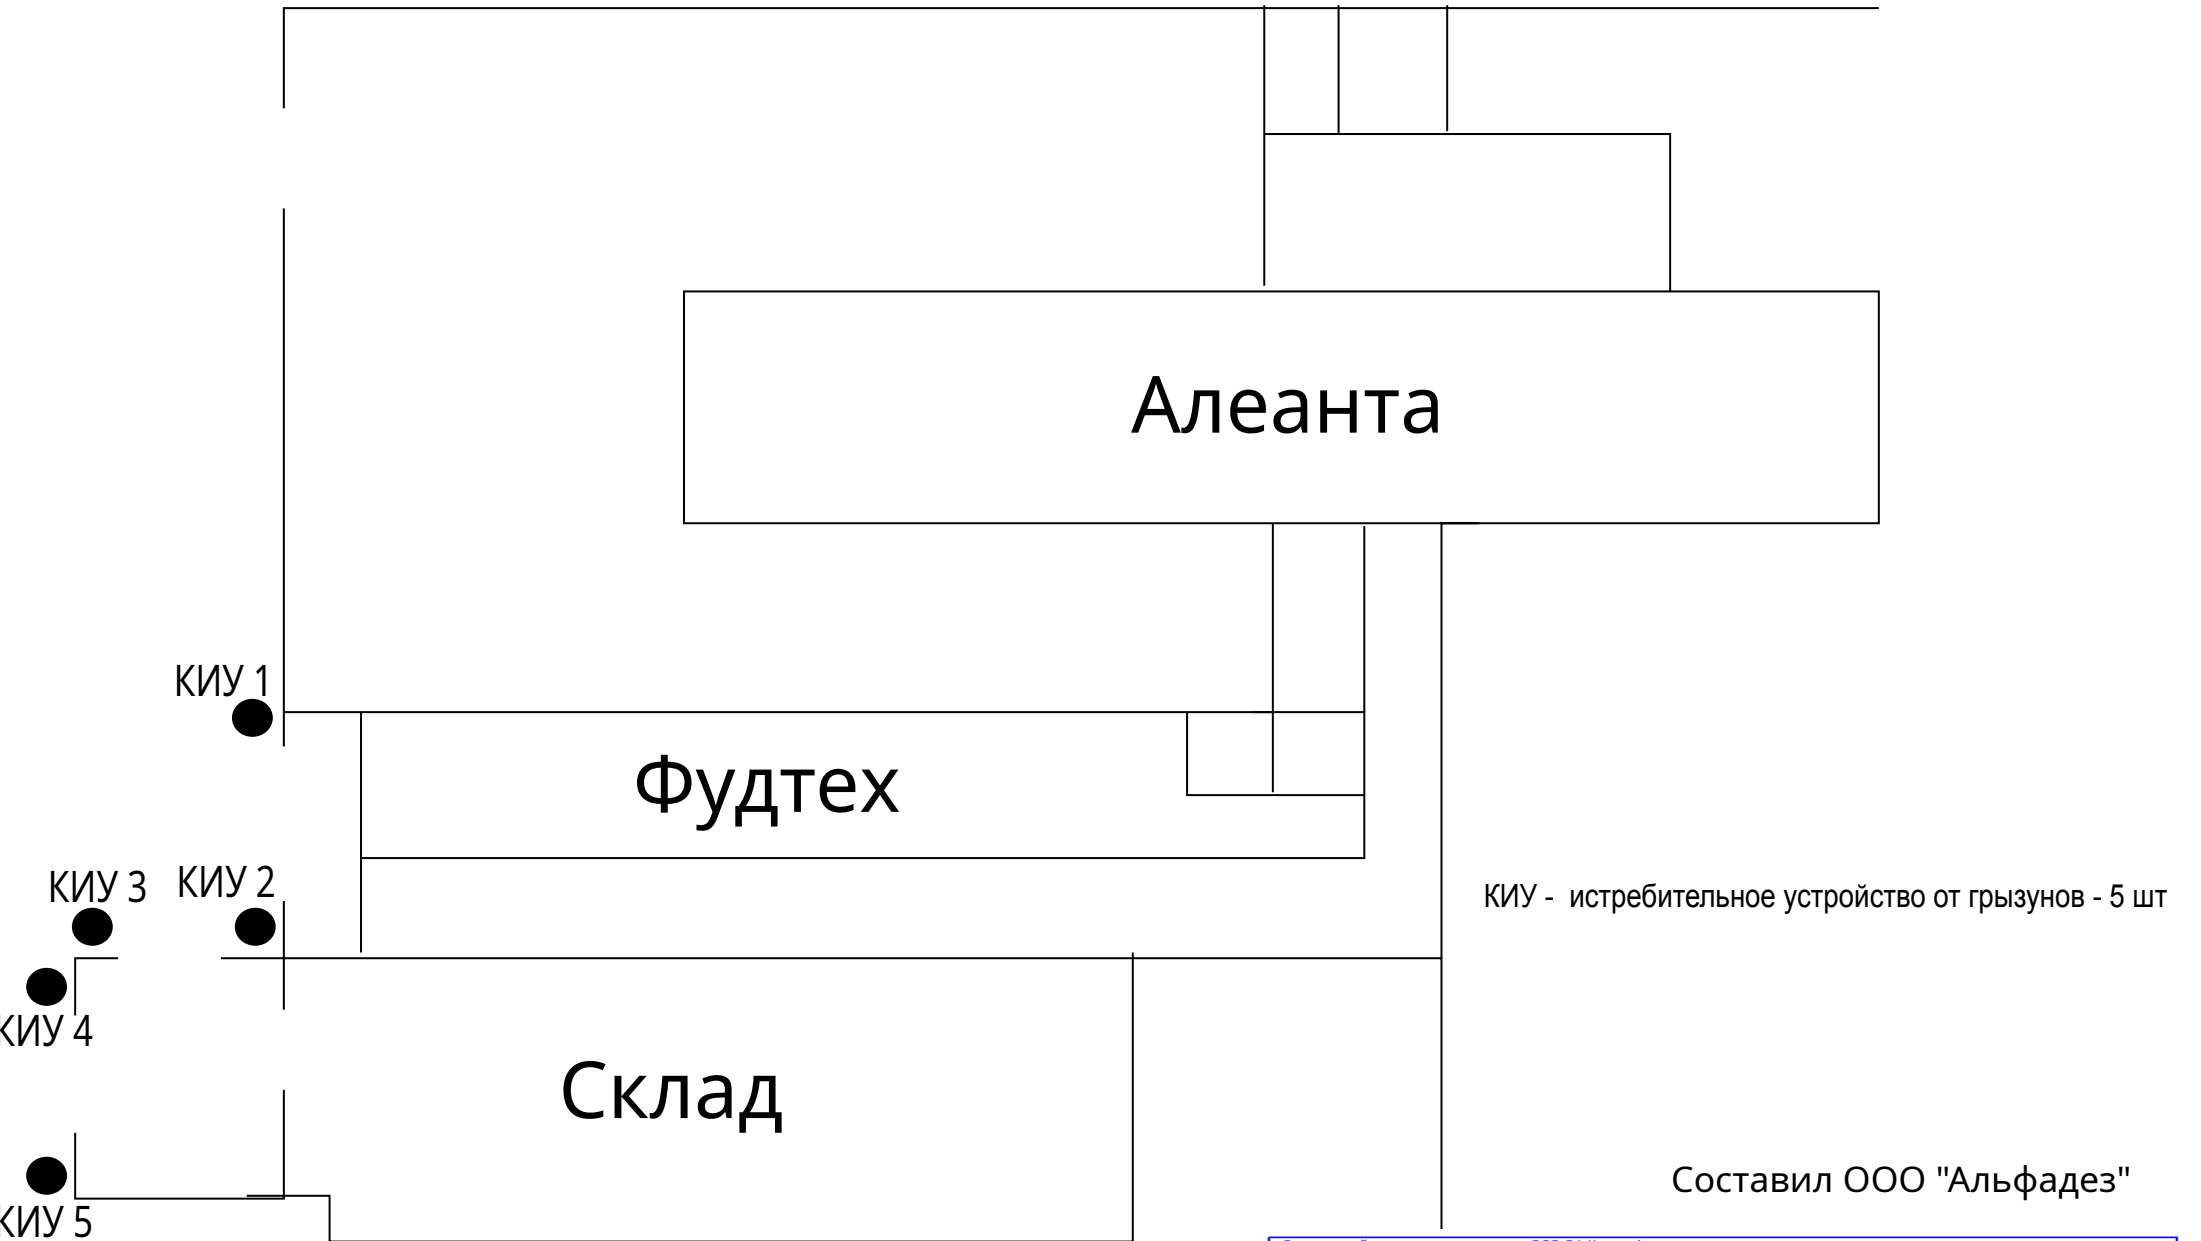 Алеанта
КИУ 1
Фудтех
КИУ 3
КИУ 2
КИУ -  истребительное устройство от грызунов - 5 шт
КИУ 4
Склад
Составил ООО "Альфадез"
КИУ 5